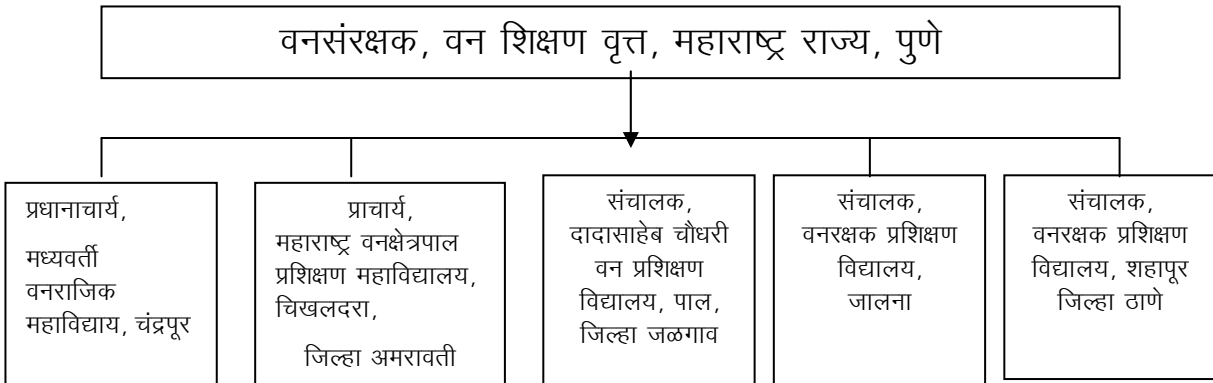 वनसंरक्षक, वन शिक्षण वृत्त, महाराष्ट्र राज्य, पुणे
प्रधानाचार्य,
मध्यवर्ती
वनराजिक
महाविद्याय, चंद्रपूर
प्राचार्य,
महाराष्ट्र वनक्षेत्रपाल
प्रशिक्षण महाविद्यालय,
चिखलदरा,
जिल्हा अमरावती
संचालक,
दादासाहेब चौधरी
वन प्रशिक्षण
विद्यालय, पाल,
जिल्हा जळगाव
संचालक,
वनरक्षक प्रशिक्षण
विद्यालय,
जालना
संचालक,
वनरक्षक प्रशिक्षण
विद्यालय, शहापूर
जिल्हा ठाणे